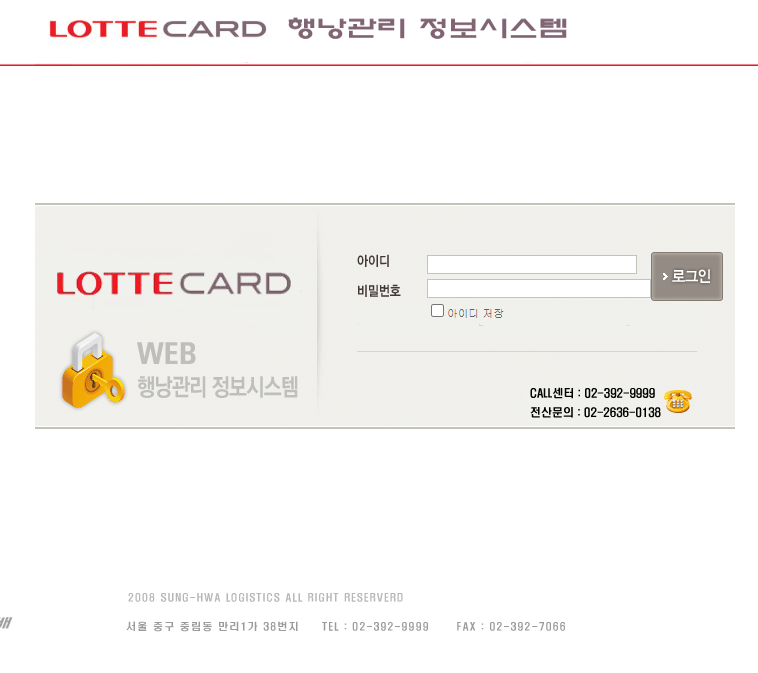 LOTTE CARD 행낭관리 정보시스템
아이디
로그인
비밀번호
아이디 저장
LOTTE CARD
WEB
행낭관리 정보시스템
CALL센터 : 02-392-9999
전산문의 : 02-2636-0138
2008 SUNG-HWA LOGISTICS ALL RIGHT RESERVERD
서울 중구 중림동 만리1가 38번지 TEL : 02-392-9999 FAX : 02-392-7066